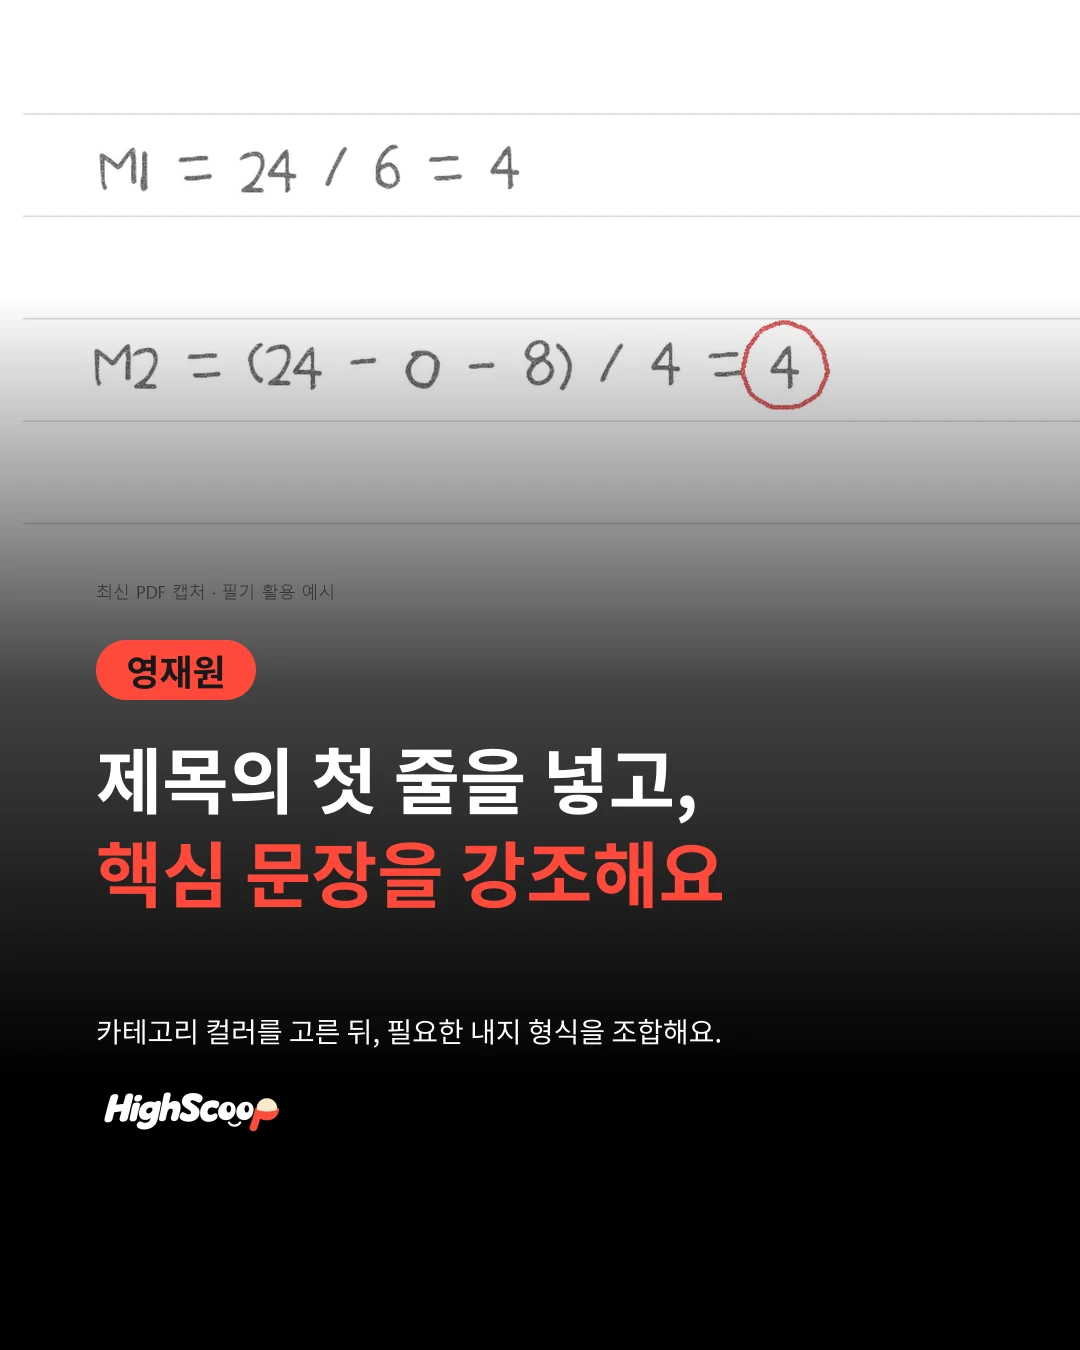 M1 = 24 / 6 = 4
M2 = (24 - 0 - 8) / 4 = 4
최신 PDF 캡처 · 필기 활용 예시
영재원
제목의 첫 줄을 넣고,
핵심 문장을 강조해요
카테고리 컬러를 고른 뒤, 필요한 내지 형식을 조합해요.
HighScoop